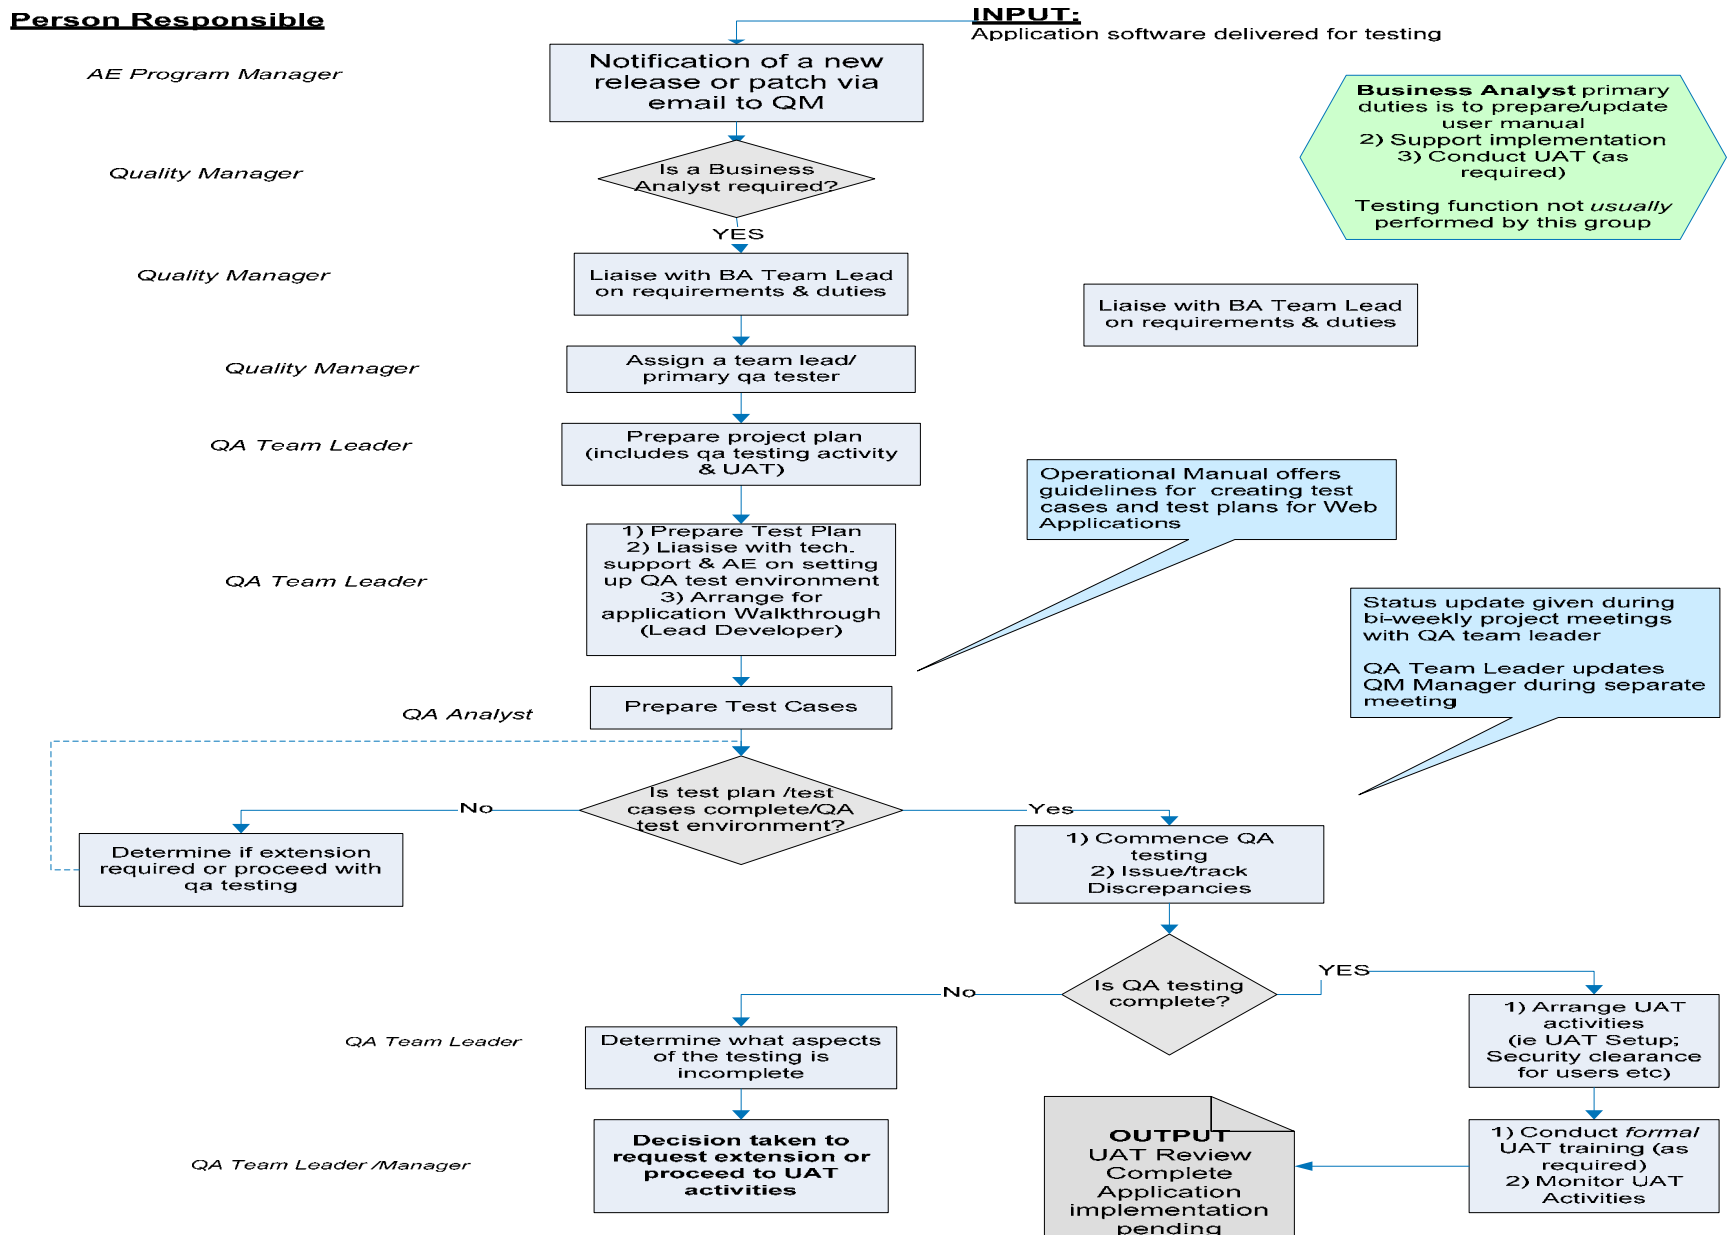 Person Responsible
INPUT:
Application software delivered for testing
AE Program Manager
Notification of a new
release or patch via
email to QM
Business Analyst primary
duties is to prepare/update
user manual
2) Support implementation
3) Conduct UAT (as
required)
Testing function not usually
performed by this group
Quality Manager
Is a Business
Analyst required?
YES
Quality Manager
Liaise with BA Team Lead
on requirements & duties
Liaise with BA Team Lead
on requirements & duties
Quality Manager
Assign a team lead/
primary qa tester
QA Team Leader
Prepare project plan
(includes qa testing activity
& UAT)
Operational Manual offers
guidelines for creating test
cases and test plans for Web
Applications
QA Team Leader
1) Prepare Test Plan
2) Liasise with tech.
support & AE on setting
up QA test environment
3) Arrange for
application Walkthrough
(Lead Developer)
Status update given during
bi-weekly project meetings
with QA team leader
QA Team Leader updates
QM Manager during separate
meeting
QA Analyst
Prepare Test Cases
Is test plan /test
cases complete/QA
test environment?
No
Yes
Determine if extension
required or proceed with
qa testing
1) Commence QA
testing
2) Issue/track
Discrepancies
Is QA testing
complete?
No
YES
QA Team Leader
Determine what aspects
of the testing is
incomplete
1) Arrange UAT
activities
(ie UAT Setup;
Security clearance
for users etc)
QA Team Leader /Manager
Decision taken to
request extension or
proceed to UAT
activities
OUTPUT
UAT Review
Complete
Application
implementation
pending
1) Conduct formal
UAT training (as
required)
2) Monitor UAT
Activities